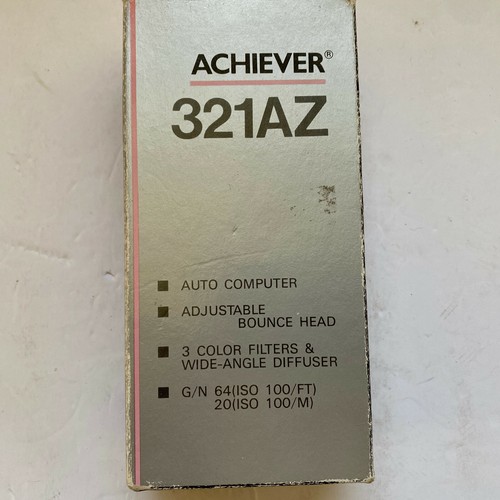 ACHIEVER®
321AZ
■ AUTO COMPUTER
■ ADJUSTABLE
BOUNCE HEAD
■ 3 COLOR FILTERS &
WIDE-ANGLE DIFFUSER
■ G/N 64(ISO 100/FT)
20(ISO 100/M)